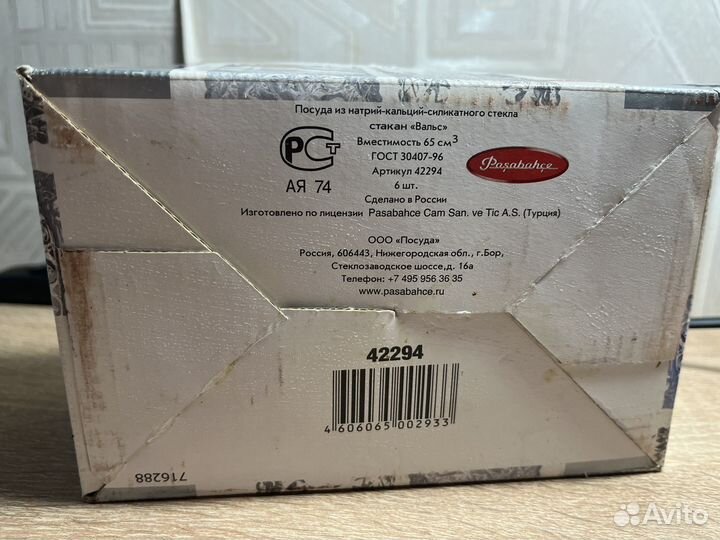 Посуда из натрий-кальций-силикатного стекла
стакан «Вальс»
Вместимость 65 см³
ГОСТ 30407-96
Артикул 42294
6 шт.
Сделано в России
Изготовлено по лицензии Pasabahce Cam San. ve Tic A.S. (Турция)
РСТ
АЯ 74
Paşabahçe
ООО «Посуда»
Россия, 606443, Нижегородская обл., г.Бор,
Стеклозаводское шоссе,д. 16а
Телефон: +7 495 956 36 35
www.pasabahce.ru
42294
4 606065 002933
716288
Avito